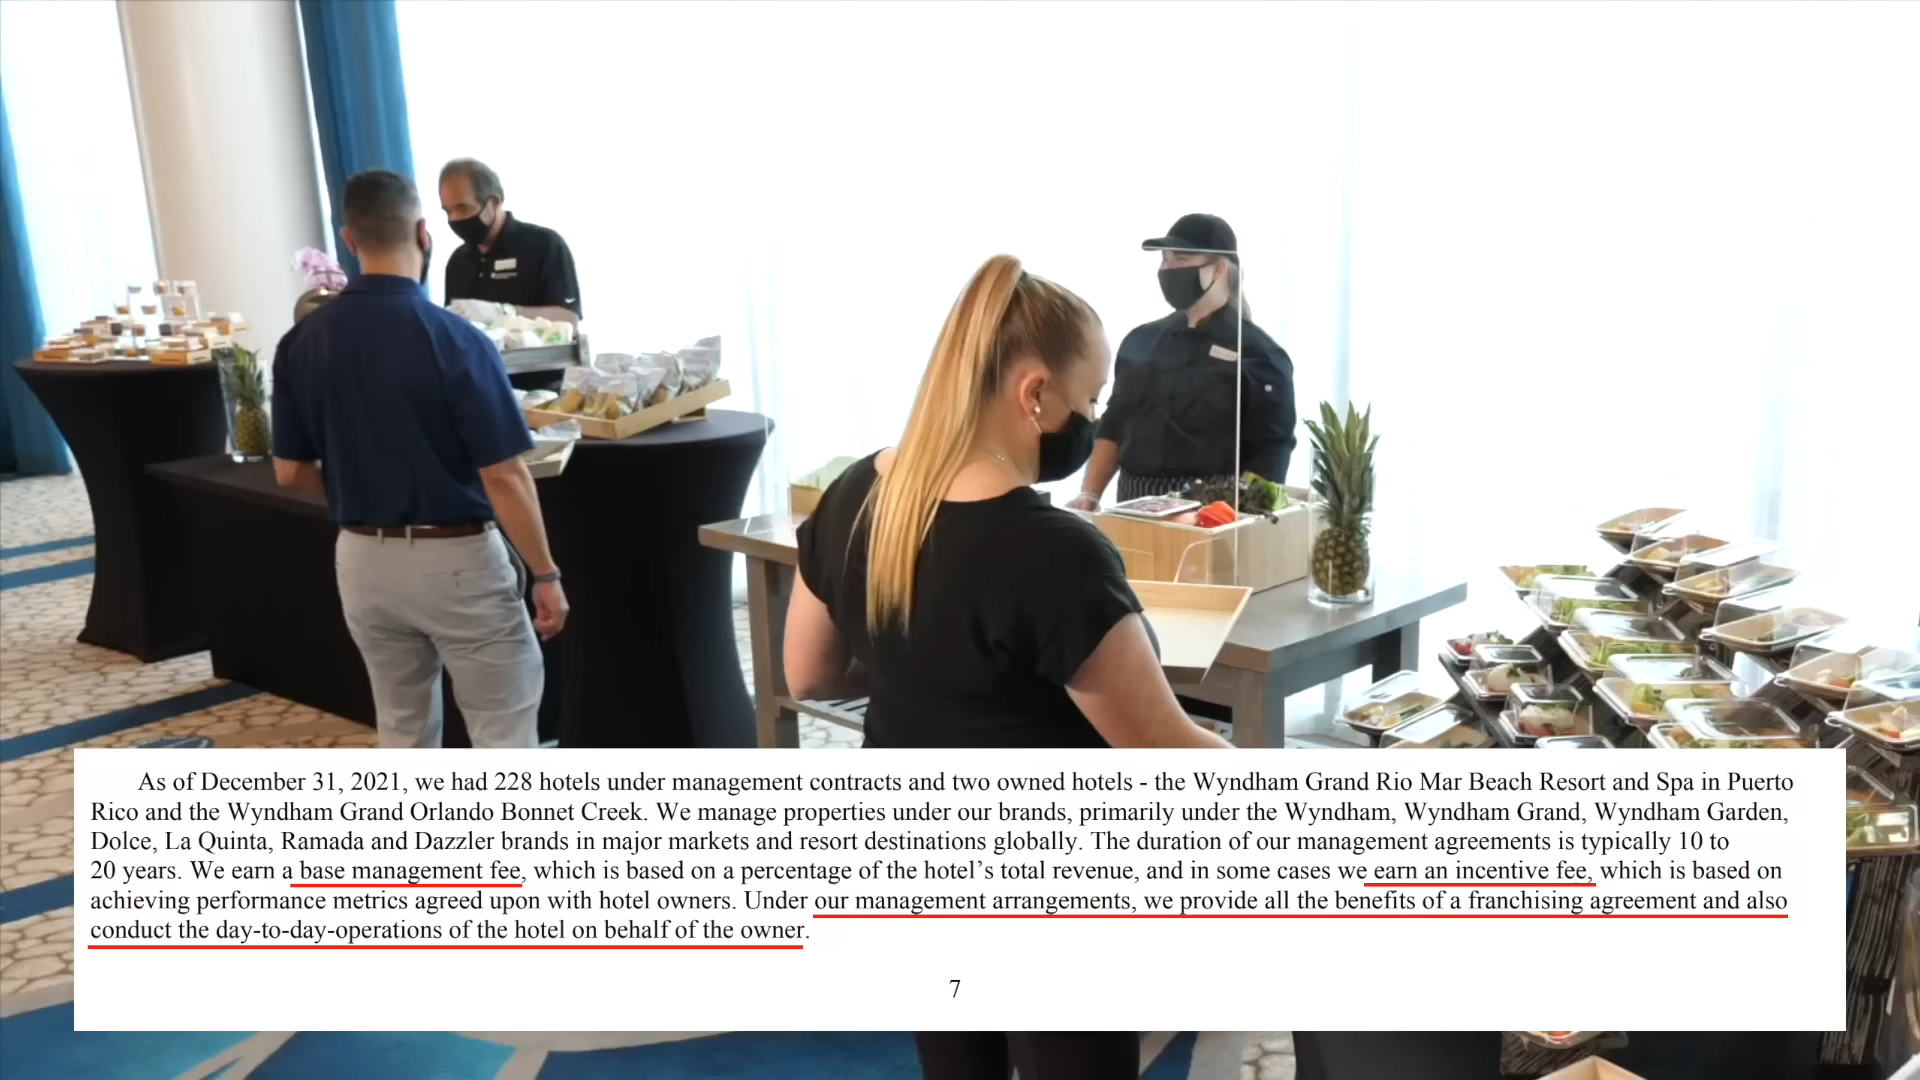 As of December 31, 2021, we had 228 hotels under management contracts and two owned hotels - the Wyndham Grand Rio Mar Beach Resort and Spa in Puerto
Rico and the Wyndham Grand Orlando Bonnet Creek. We manage properties under our brands, primarily under the Wyndham, Wyndham Grand, Wyndham Garden,
Dolce, La Quinta, Ramada and Dazzler brands in major markets and resort destinations globally. The duration of our management agreements is typically 10 to
20 years. We earn a base management fee, which is based on a percentage of the hotel’s total revenue, and in some cases we earn an incentive fee, which is based on
achieving performance metrics agreed upon with hotel owners. Under our management arrangements, we provide all the benefits of a franchising agreement and also
conduct the day-to-day-operations of the hotel on behalf of the owner.
7